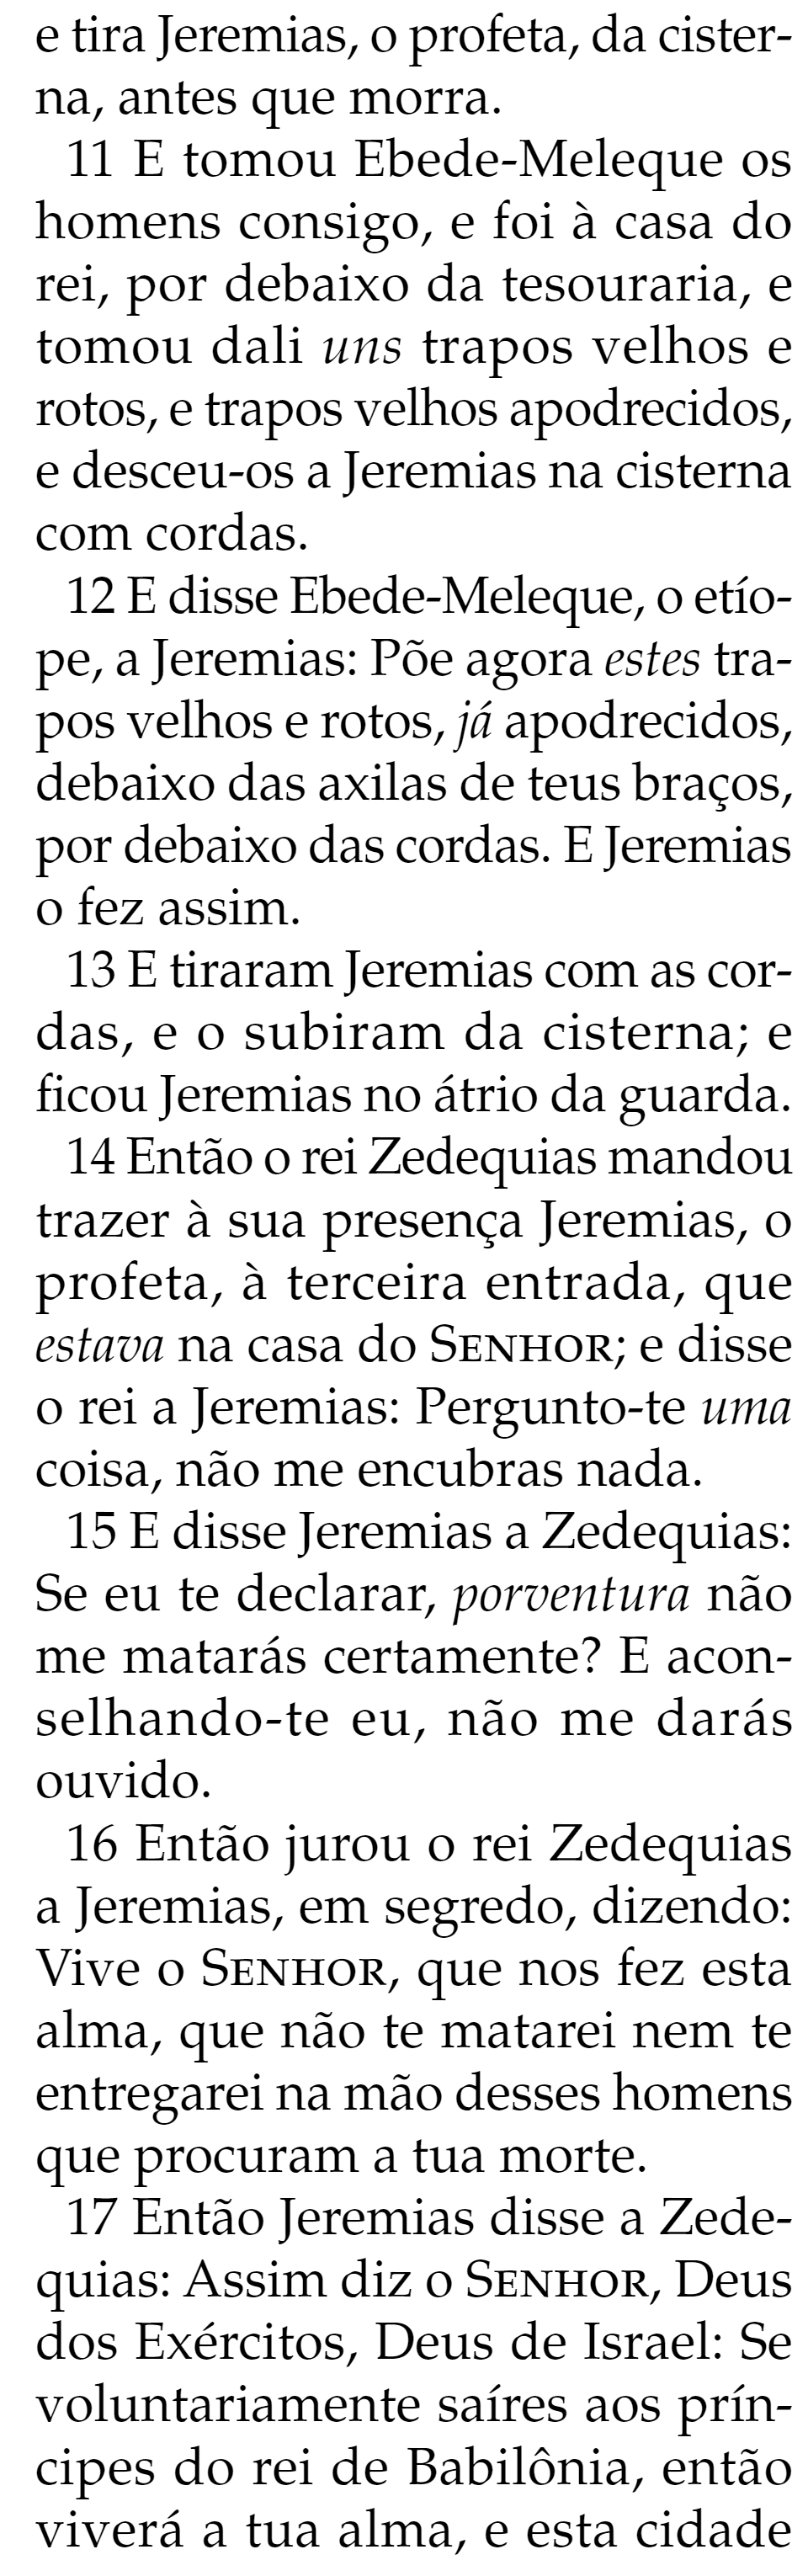 e tira Jeremias, o profeta, da cister-
na, antes que morra.
11 E tomou Ebede-Meleque os
homens consigo, e foi à casa do
rei, por debaixo da tesouraria, e
tomou dali uns trapos velhos e
rotos, e trapos velhos apodrecidos,
e desceu-os a Jeremias na cisterna
com cordas.
12 E disse Ebede-Meleque, o etío-
pe, a Jeremias: Põe agora estes tra-
pos velhos e rotos, já apodrecidos,
debaixo das axilas de teus braços,
por debaixo das cordas. E Jeremias
o fez assim.
13 E tiraram Jeremias com as cor-
das, e o subiram da cisterna; e
ficou Jeremias no átrio da guarda.
14 Então o rei Zedequias mandou
trazer à sua presença Jeremias, o
profeta, à terceira entrada, que
estava na casa do SENHOR; e disse
o rei a Jeremias: Pergunto-te uma
coisa, não me encubras nada.
15 E disse Jeremias a Zedequias:
Se eu te declarar, porventura não
me matarás certamente? E acon-
selhando-te eu, não me darás
ouvido.
16 Então jurou o rei Zedequias
a Jeremias, em segredo, dizendo:
Vive o SENHOR, que nos fez esta
alma, que não te matarei nem te
entregarei na mão desses homens
que procuram a tua morte.
17 Então Jeremias disse a Zede-
quias: Assim diz o SENHOR, Deus
dos Exércitos, Deus de Israel: Se
voluntariamente saíres aos prín-
cipes do rei de Babilônia, então
viverá a tua alma, e esta cidade